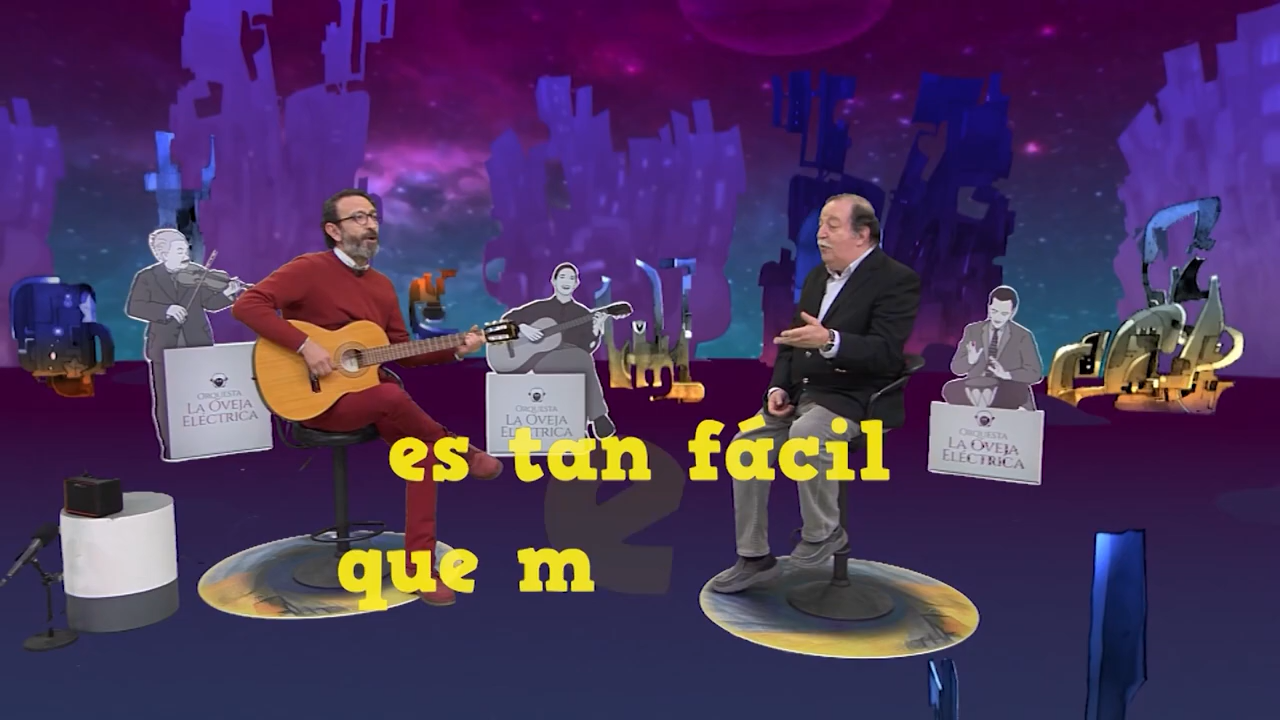 ORQUESTA
LA OVEJA
ELÉCTRICA
ORQUESTA
LA OVEJA
ELÉCTRICA
ORQUESTA
LA OVEJA
ELÉCTRICA
es tan fácil
que m